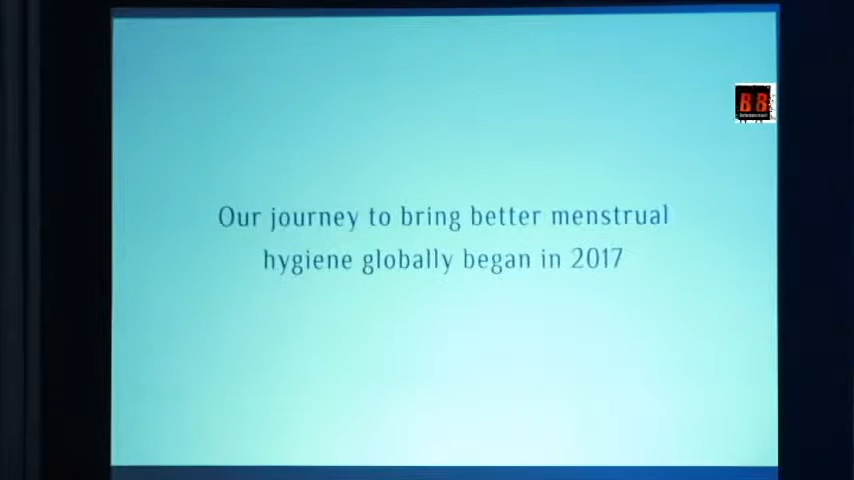 Our journey to bring better menstrual
hygiene globally began in 2017